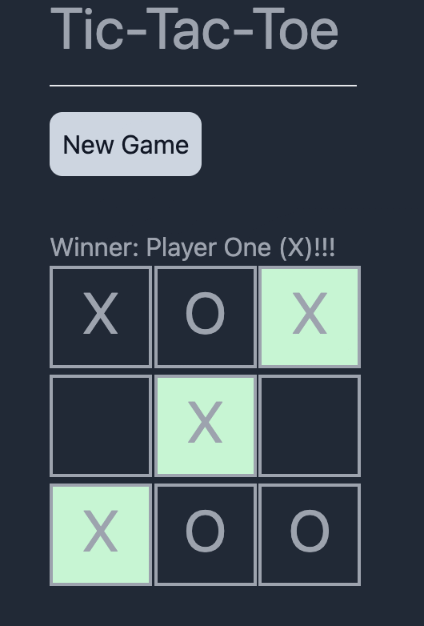 Tic-Tac-Toe
New Game
Winner: Player One (X)!!!
X O X
X
X O O